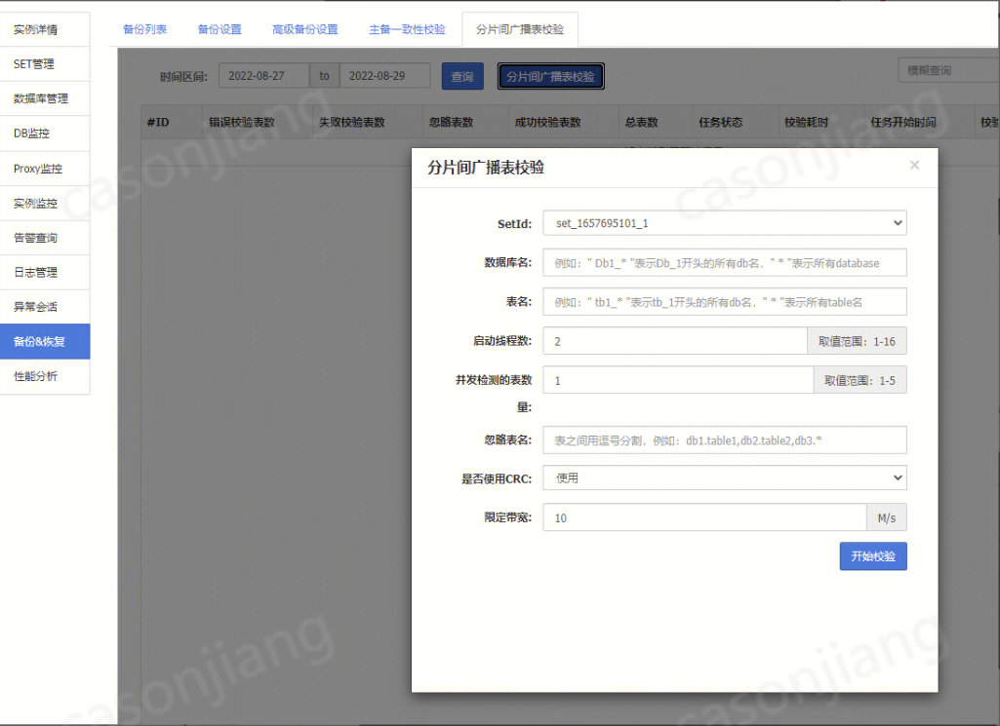 实例详情
SET管理
数据库管理
DB监控
Proxy监控
实例监控
告警查询
日志管理
异常会话
备份&恢复
性能分析
备份列表 备份设置 高级备份设置 主备一致性校验 分片间广播表校验
时间区间: 2022-08-27 to 2022-08-29 查询 分片间广播表校验 模糊查询
#ID 错误校验表数 失败校验表数 忽略表数 成功校验表数 总表数 任务状态 校验耗时 任务开始时间 校验
分片间广播表校验 ×
SetId: set_1657695101_1
数据库名: 例如: " Db1_* "表示Db_1开头的所有db名, " * "表示所有database
表名: 例如: " tb1_* "表示tb_1开头的所有db名, " * "表示所有table名
启动线程数: 2 取值范围: 1-16
并发检测的表数量: 1 取值范围: 1-5
忽略表名: 表之间用逗号分割, 例如: db1.table1,db2.table2,db3.*
是否使用CRC: 使用
限定带宽: 10 M/s
开始校验
casonjiang
casonjiang
casonjiang
casonjiang